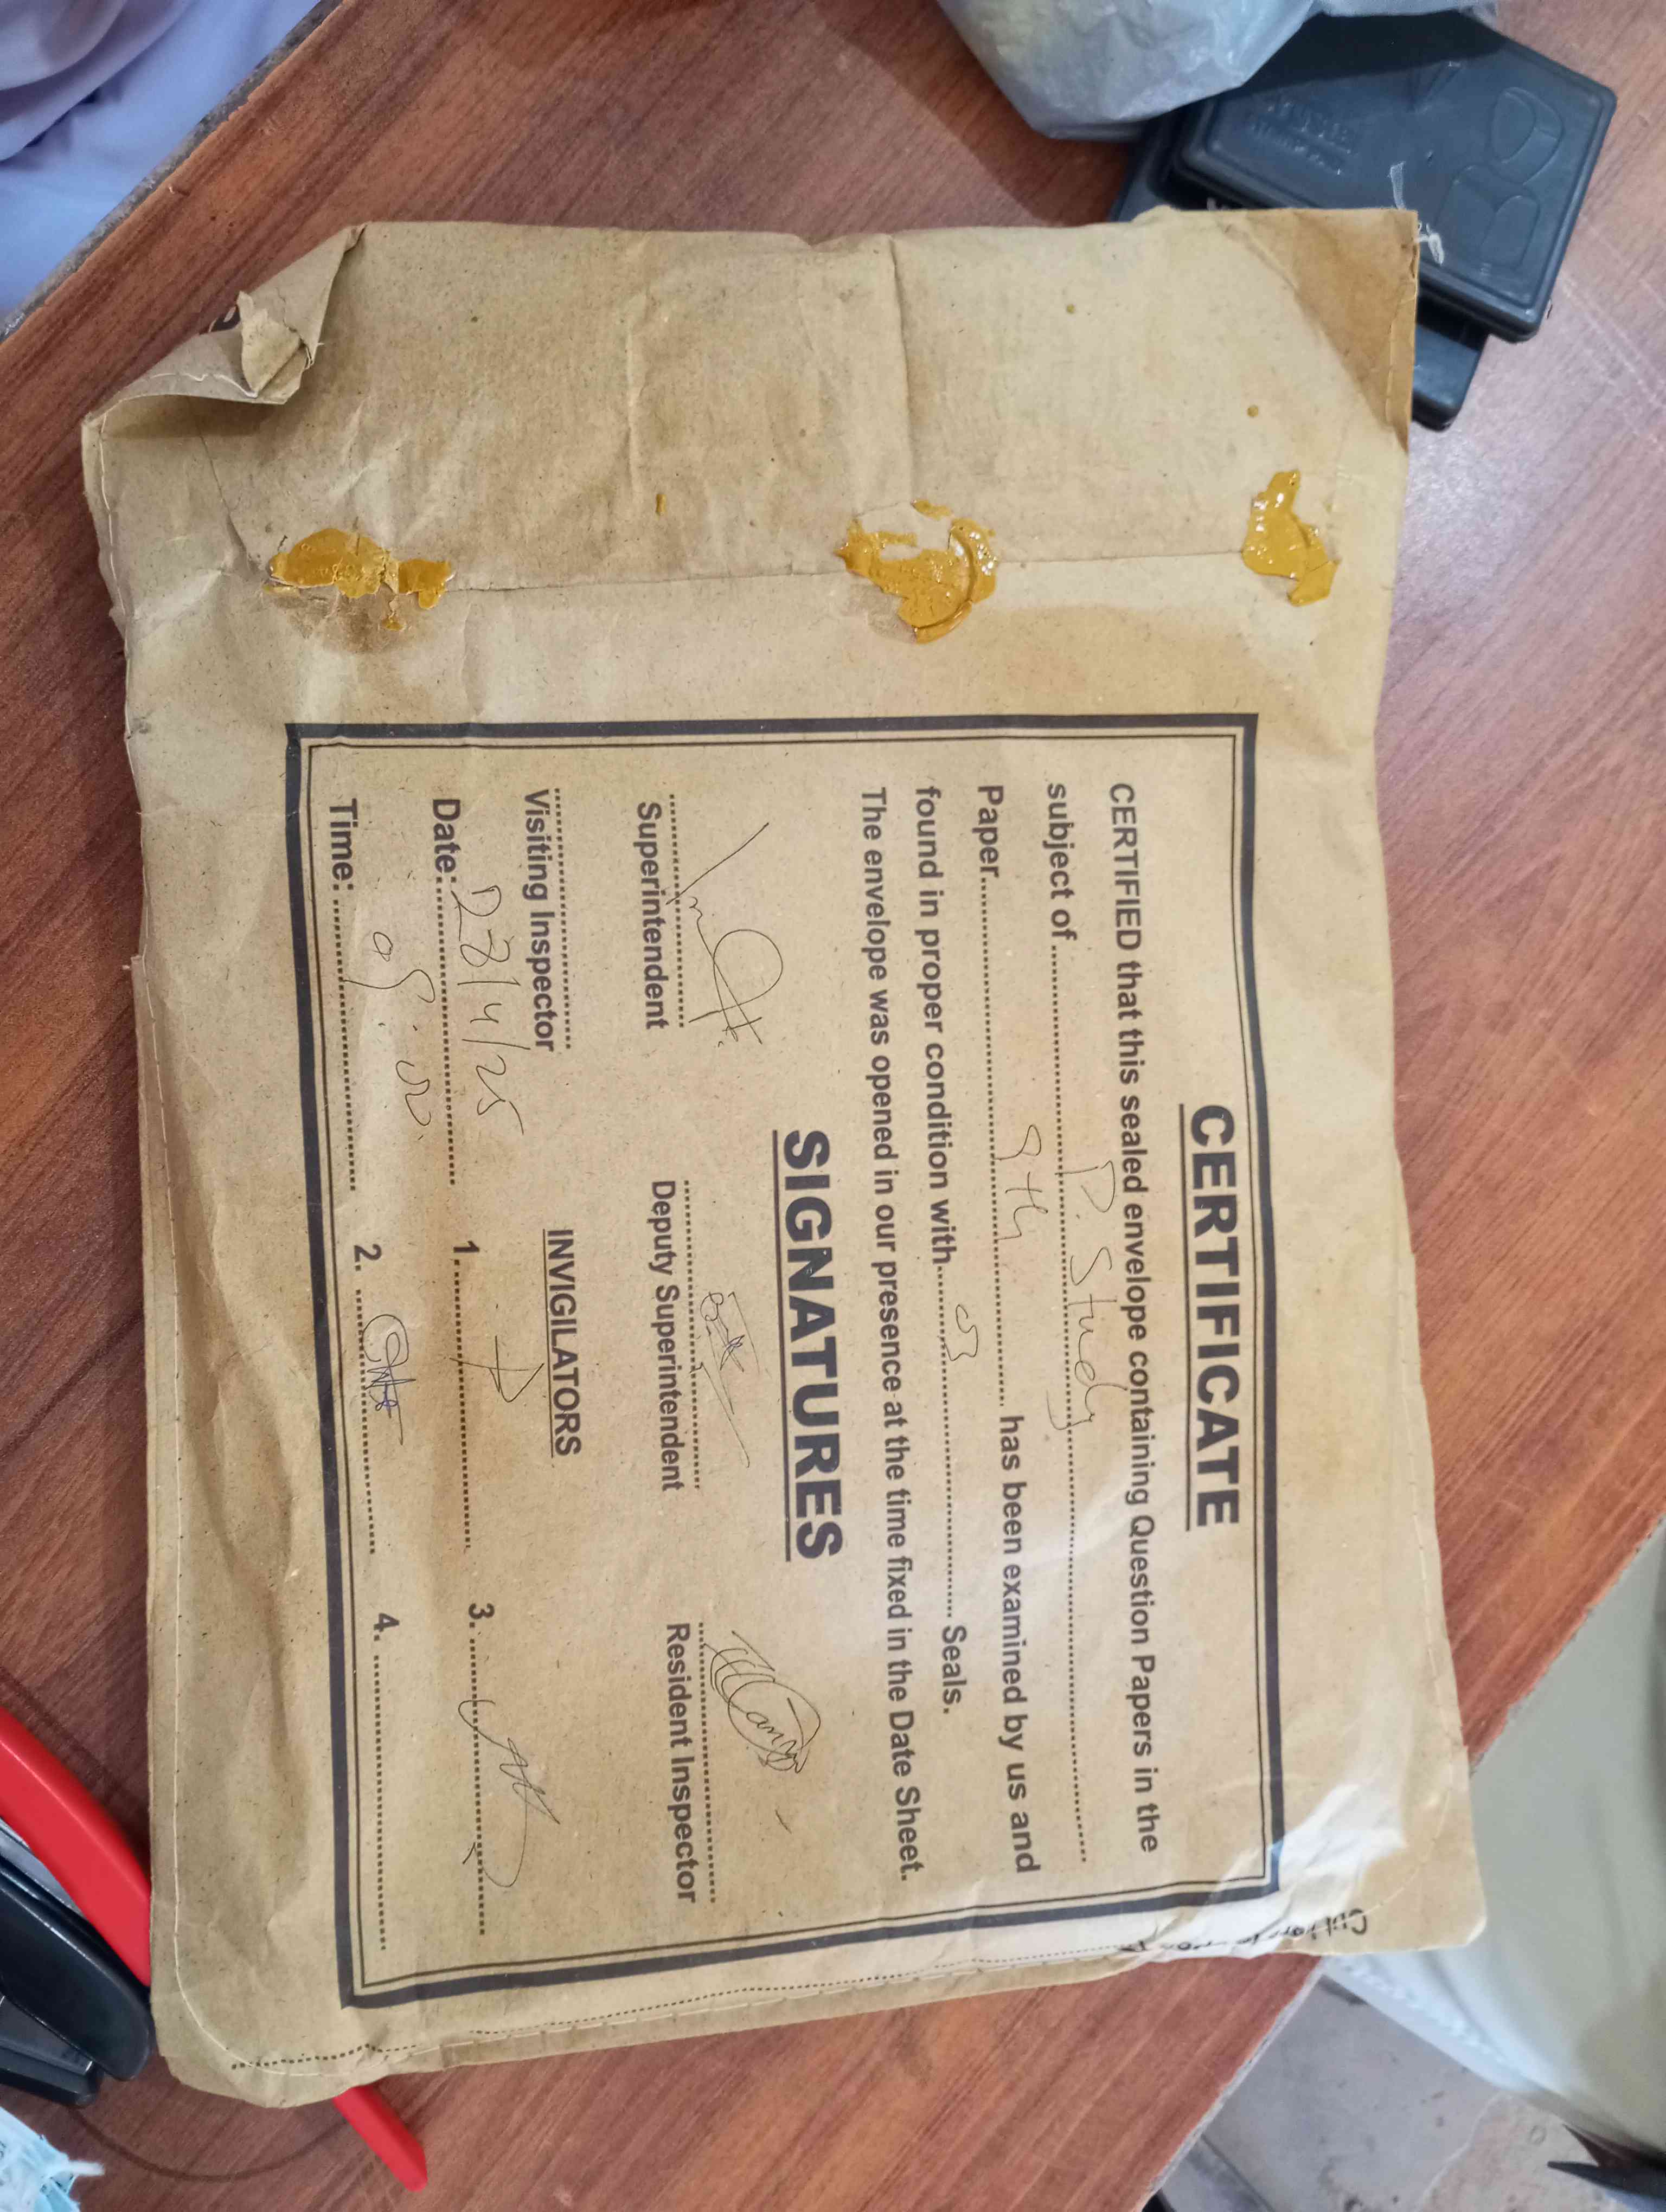 CERTIFICATE
CERTIFIED that this sealed envelope containing Question Papers in the
subject of.......... P. Study ..........
Paper.......... 9th .......... has been examined by us and
found in proper condition with.......... 03 .......... Seals.
The envelope was opened in our presence at the time fixed in the Date Sheet.
SIGNATURES
Superintendent Deputy Superintendent Resident Inspector
Visiting Inspector
INVIGILATORS
Date:.......... 28/4/25 .......... 1........... 3. ..........
Time: .......... 2. .......... 4. ..........